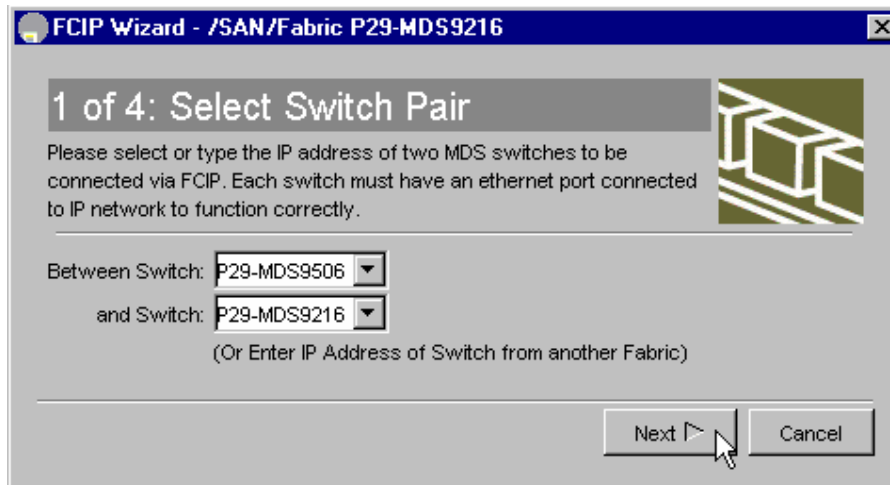 FCIP Wizard - /SAN/Fabric P29-MDS9216
1 of 4: Select Switch Pair
Please select or type the IP address of two MDS switches to be
connected via FCIP. Each switch must have an ethernet port connected
to IP network to function correctly.
Between Switch: P29-MDS9506
and Switch: P29-MDS9216
(Or Enter IP Address of Switch from another Fabric)
Next Cancel